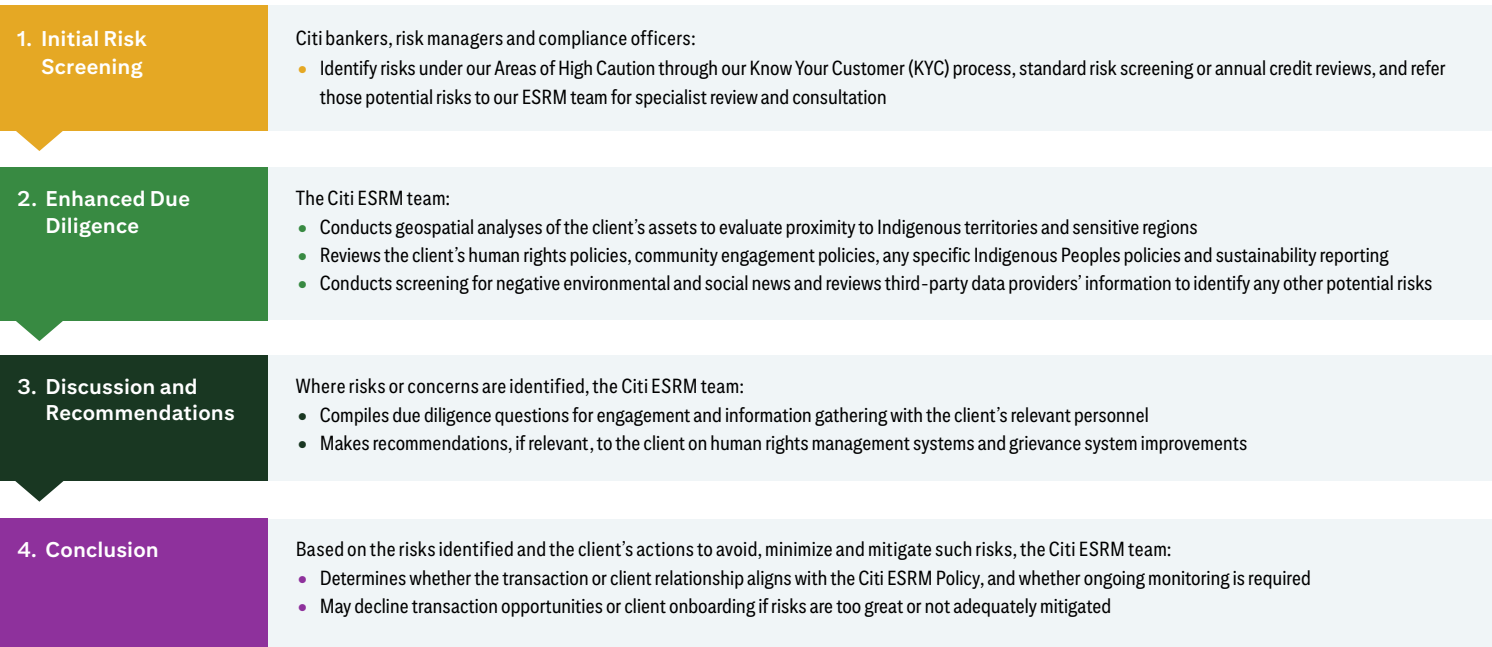 1. Initial Risk
Screening
Citi bankers, risk managers and compliance officers:
• Identify risks under our Areas of High Caution through our Know Your Customer (KYC) process, standard risk screening or annual credit reviews, and refer
those potential risks to our ESRM team for specialist review and consultation
2. Enhanced Due
Diligence
The Citi ESRM team:
• Conducts geospatial analyses of the client’s assets to evaluate proximity to Indigenous territories and sensitive regions
• Reviews the client’s human rights policies, community engagement policies, any specific Indigenous Peoples policies and sustainability reporting
• Conducts screening for negative environmental and social news and reviews third-party data providers’ information to identify any other potential risks
3. Discussion and
Recommendations
Where risks or concerns are identified, the Citi ESRM team:
• Compiles due diligence questions for engagement and information gathering with the client’s relevant personnel
• Makes recommendations, if relevant, to the client on human rights management systems and grievance system improvements
4. Conclusion
Based on the risks identified and the client’s actions to avoid, minimize and mitigate such risks, the Citi ESRM team:
• Determines whether the transaction or client relationship aligns with the Citi ESRM Policy, and whether ongoing monitoring is required
• May decline transaction opportunities or client onboarding if risks are too great or not adequately mitigated